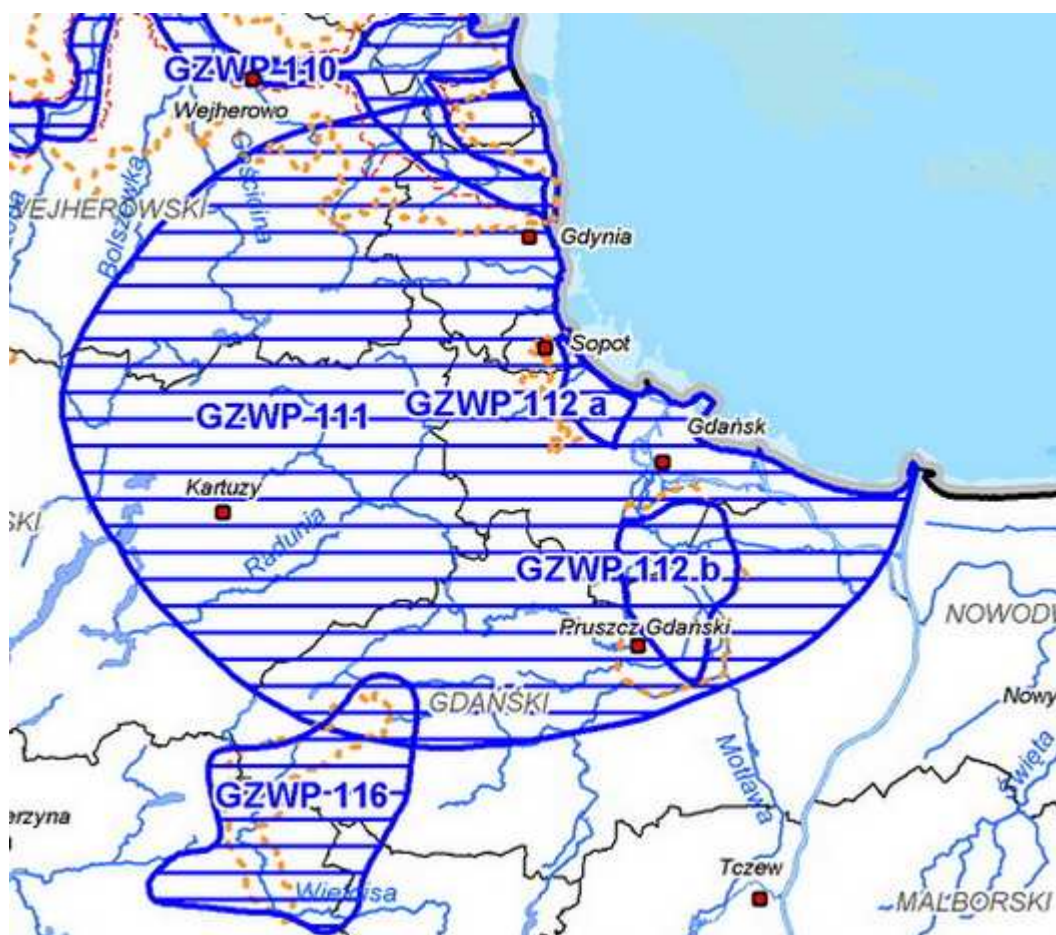 GZWP 110
Wejherowo
Bolszewka
Gościcina
WEJHEROWSKI
Gdynia
Sopot
GZWP 111
GZWP 112 a
Gdańsk
Kartuzy
SKI
Radunia
GZWP 112 b
NOWODW
Pruszcz Gdański
GDAŃSKI
Nowy
Motława
Święta
GZWP 116
erzyna
Tczew
Wierzisa
MALBORSKI